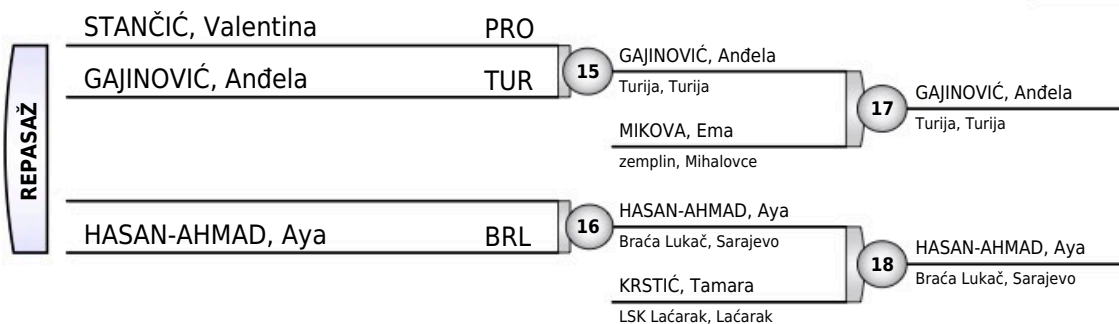 REPASAŽ
STANČIĆ, Valentina PRO
GAJINOVIĆ, Anđela TUR
15
GAJINOVIĆ, Anđela
Turija, Turija
MIKOVA, Ema
zemplin, Mihalovce
17
GAJINOVIĆ, Anđela
Turija, Turija
HASAN-AHMAD, Aya BRL
16
HASAN-AHMAD, Aya
Braća Lukač, Sarajevo
KRSTIĆ, Tamara
LSK Laćarak, Laćarak
18
HASAN-AHMAD, Aya
Braća Lukač, Sarajevo